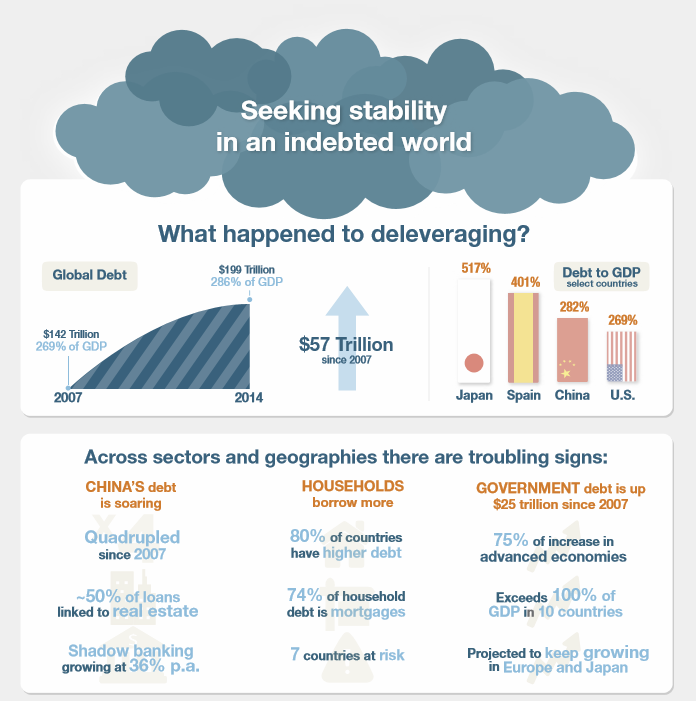 Seeking stability
in an indebted world
What happened to deleveraging?
Global Debt
$199 Trillion
286% of GDP
$142 Trillion
269% of GDP
2007
2014
$57 Trillion
since 2007
Debt to GDP
select countries
517%
401%
282%
269%
Japan
Spain
China
U.S.
Across sectors and geographies there are troubling signs:
CHINA'S debt
is soaring
Quadrupled
since 2007
~50% of loans
linked to real estate
Shadow banking
growing at 36% p.a.
HOUSEHOLDS
borrow more
80% of countries
have higher debt
74% of household
debt is mortgages
7 countries at risk
GOVERNMENT debt is up
$25 trillion since 2007
75% of increase in
advanced economies
Exceeds 100% of
GDP in 10 countries
Projected to keep growing
in Europe and Japan